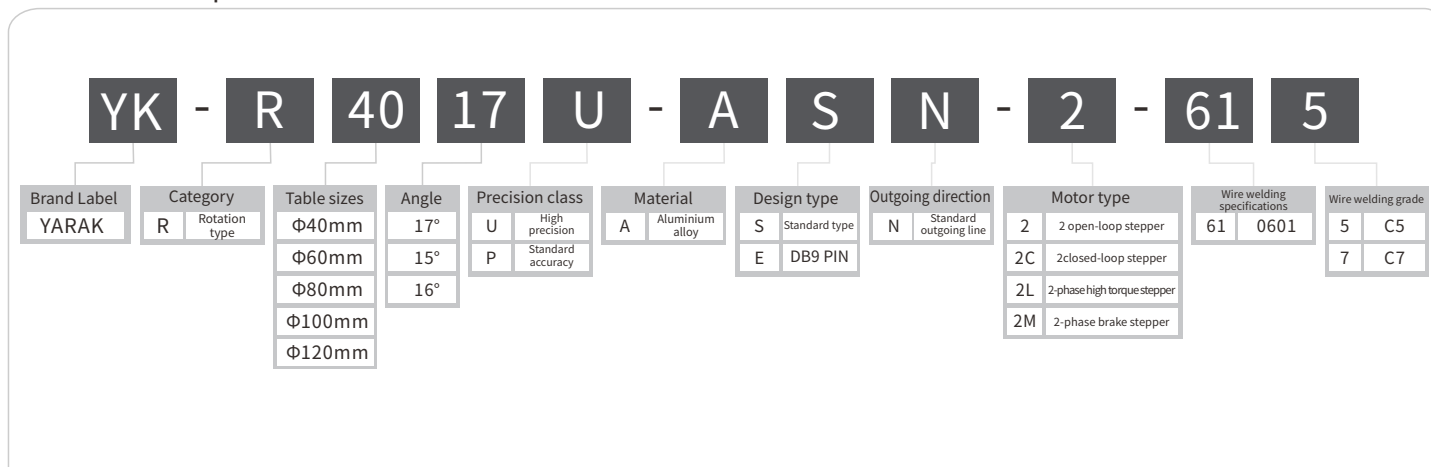 YK - R 40 17 U - A S N - 2 - 61 5
Brand Label
YARAK
Category
R Rotation
type
Table sizes
Φ40mm
Φ60mm
Φ80mm
Φ100mm
Φ120mm
Angle
17°
15°
16°
Precision class
U High
precision
P Standard
accuracy
Material
A Aluminium
alloy
Design type
S Standard type
E DB9 PIN
Outgoing direction
N Standard
outgoing line
Motor type
2 2 open-loop stepper
2C 2closed-loop stepper
2L 2-phase high torque stepper
2M 2-phase brake stepper
Wire welding
specifications
61 0601
Wire welding grade
5 C5
7 C7